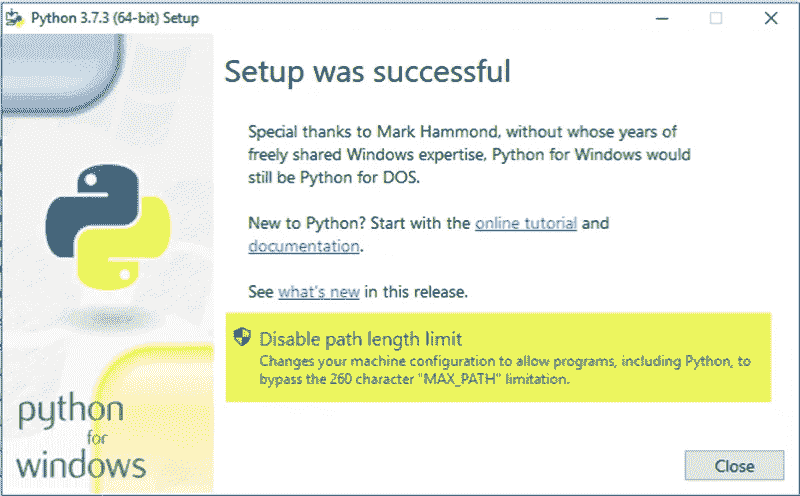 Python 3.7.3 (64-bit) Setup
Setup was successful
Special thanks to Mark Hammond, without whose years of
freely shared Windows expertise, Python for Windows would
still be Python for DOS.
New to Python? Start with the online tutorial and
documentation.
See what's new in this release.
Disable path length limit
Changes your machine configuration to allow programs, including Python, to
bypass the 260 character "MAX_PATH" limitation.
python
for
windows
Close